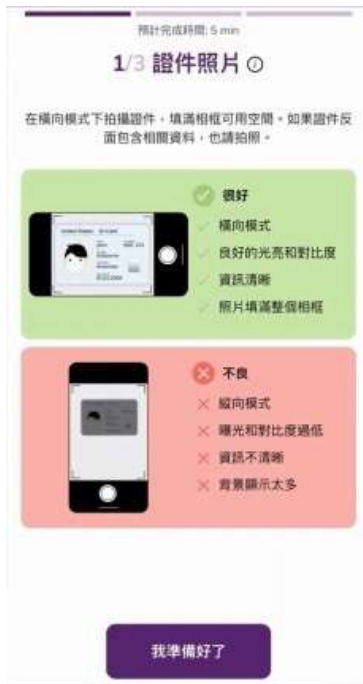 預計完成時間: 5 min
1/3 證件照片
在橫向模式下拍攝證件，填滿相框可用空間。如果證件反
面包含相關資料，也請拍照。
很好
橫向模式
良好的光亮和對比度
資訊清晰
照片填滿整個相框
不良
縱向模式
曝光和對比度過低
資訊不清晰
背景顯示太多
我準備好了